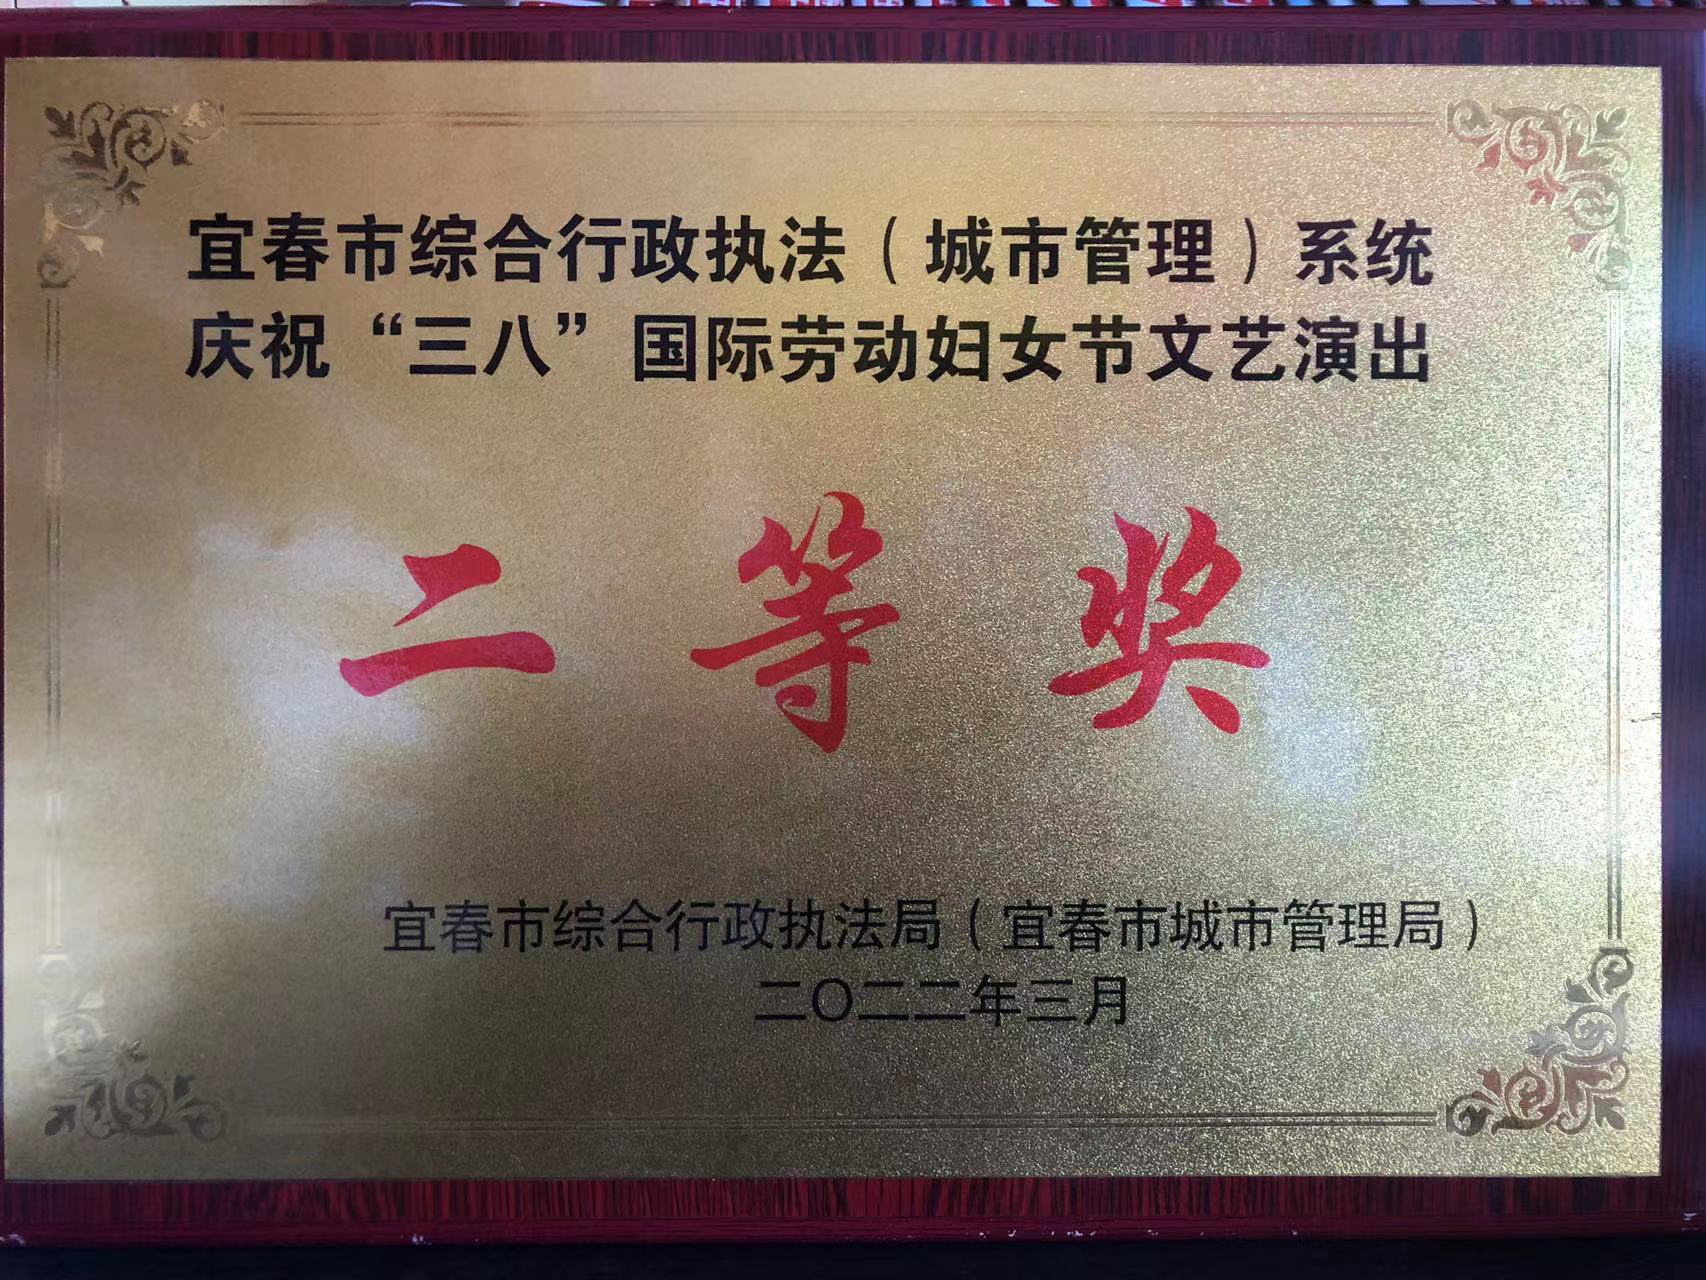 宜春市综合行政执法（城市管理）系统
庆祝“三八”国际劳动妇女节文艺演出
二等奖
宜春市综合行政执法局（宜春市城市管理局）
二〇二二年三月